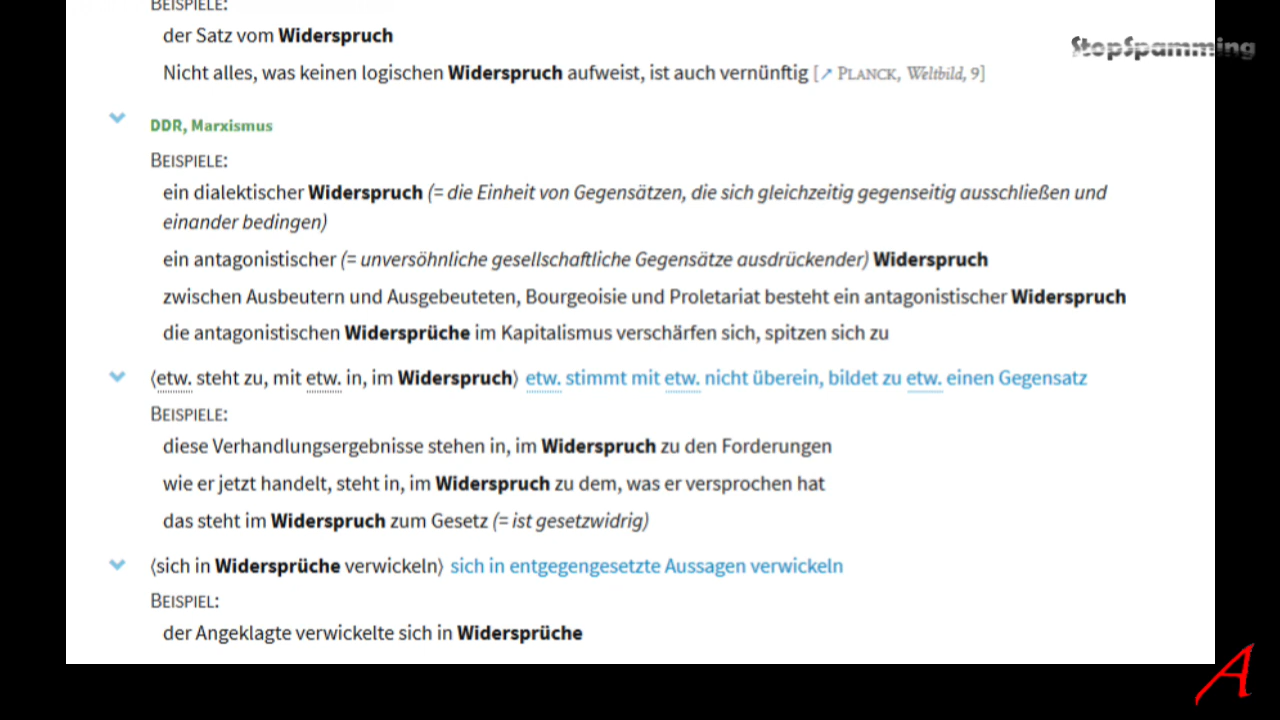 BEISPIELE:
der Satz vom Widerspruch
StopSpamming
Nicht alles, was keinen logischen Widerspruch aufweist, ist auch vernünftig [↗ PLANCK, Weltbild, 9]
DDR, Marxismus
BEISPIELE:
ein dialektischer Widerspruch (= die Einheit von Gegensätzen, die sich gleichzeitig gegenseitig ausschließen und
einander bedingen)
ein antagonistischer (= unversöhnliche gesellschaftliche Gegensätze ausdrückender) Widerspruch
zwischen Ausbeutern und Ausgebeuteten, Bourgeoisie und Proletariat besteht ein antagonistischer Widerspruch
die antagonistischen Widersprüche im Kapitalismus verschärfen sich, spitzen sich zu
⟨etw. steht zu, mit etw. in, im Widerspruch⟩ etw. stimmt mit etw. nicht überein, bildet zu etw. einen Gegensatz
BEISPIELE:
diese Verhandlungsergebnisse stehen in, im Widerspruch zu den Forderungen
wie er jetzt handelt, steht in, im Widerspruch zu dem, was er versprochen hat
das steht im Widerspruch zum Gesetz (= ist gesetzwidrig)
⟨sich in Widersprüche verwickeln⟩ sich in entgegengesetzte Aussagen verwickeln
BEISPIEL:
der Angeklagte verwickelte sich in Widersprüche
A